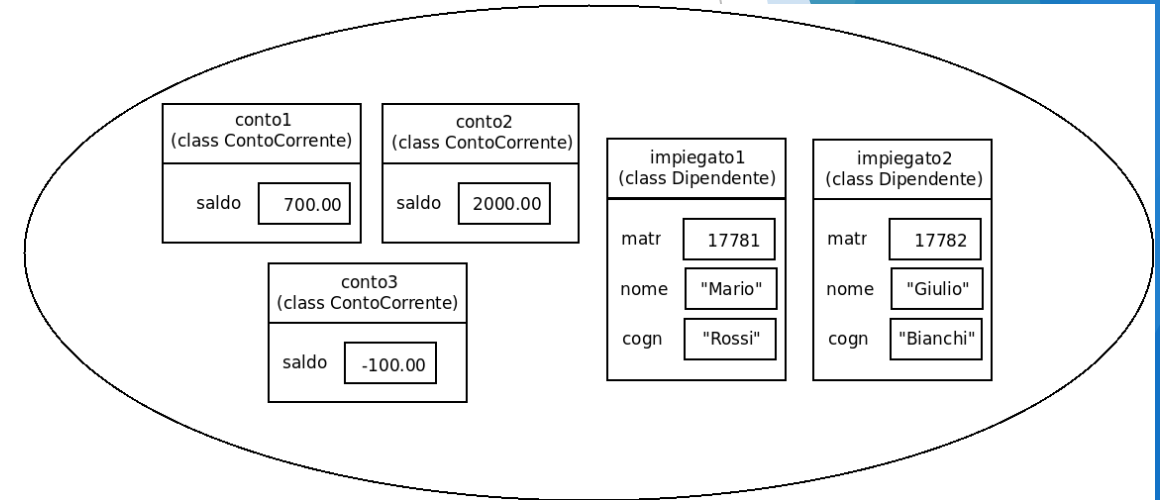 conto1
(class ContoCorrente)
saldo 700.00
conto2
(class ContoCorrente)
saldo 2000.00
conto3
(class ContoCorrente)
saldo -100.00
impiegato1
(class Dipendente)
matr 17781
nome "Mario"
cogn "Rossi"
impiegato2
(class Dipendente)
matr 17782
nome "Giulio"
cogn "Bianchi"